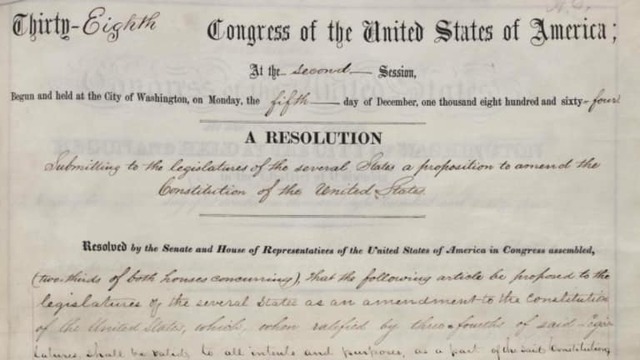 Thirty-Eighth Congress of the United States of America;
At the second Session,
Begun and held at the City of Washington, on Monday, the fifth day of December, one thousand eight hundred and sixty-four
A RESOLUTION
Submitting to the legislatures of the several States a proposition to amend the
Constitution of the United States.
Resolved by the Senate and House of Representatives of the United States of America in Congress assembled,
(two-thirds of both houses concurring), That the following article be proposed to the
legislatures of the several States as an amendment to the Constitution
of the United States, which, when ratified by three-fourths of said Legis-
latures, shall be valid, to all intents and purposes, as a part of the said Constitution,